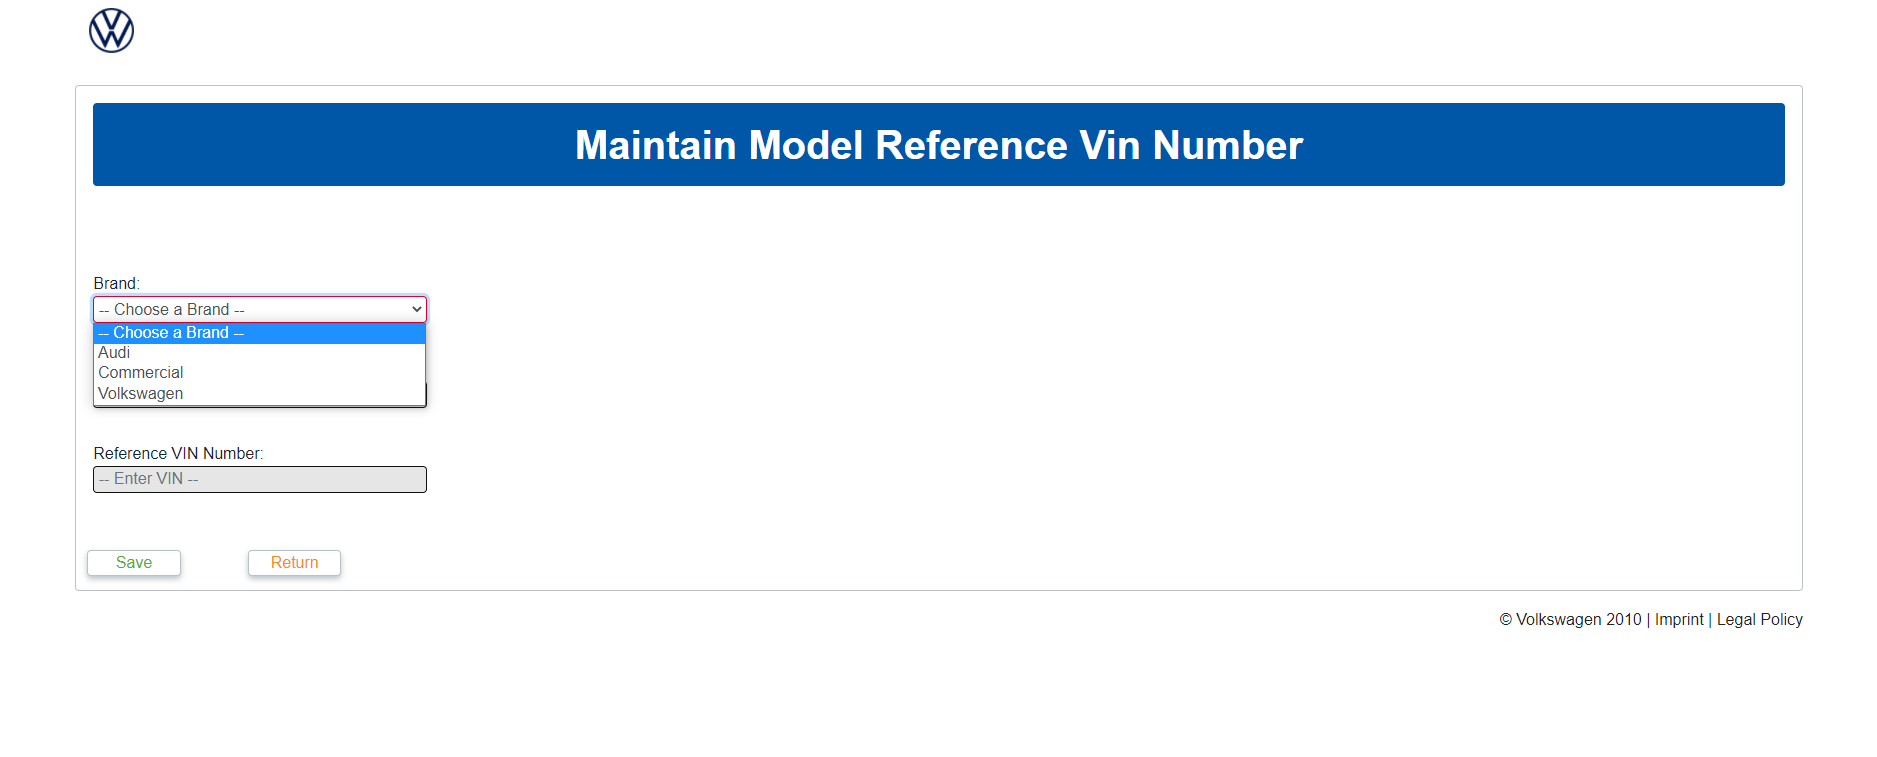 Maintain Model Reference Vin Number
Brand:
-- Choose a Brand --
-- Choose a Brand --
Audi
Commercial
Volkswagen
Reference VIN Number:
-- Enter VIN --
Save
Return
© Volkswagen 2010 | Imprint | Legal Policy